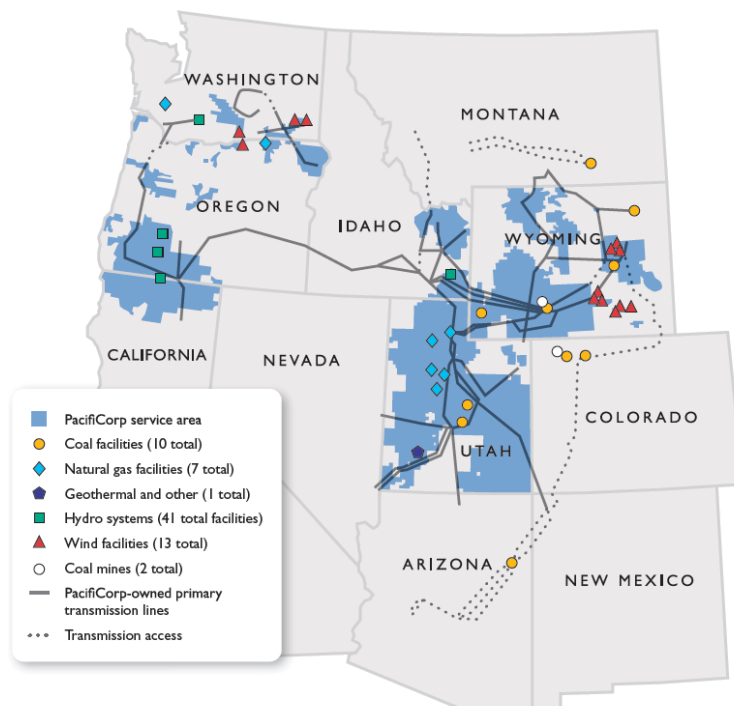 WASHINGTON
MONTANA
OREGON
IDAHO
WYOMING
CALIFORNIA
NEVADA
UTAH
COLORADO
ARIZONA
NEW MEXICO
PacifiCorp service area
Coal facilities (10 total)
Natural gas facilities (7 total)
Geothermal and other (1 total)
Hydro systems (41 total facilities)
Wind facilities (13 total)
Coal mines (2 total)
PacifiCorp-owned primary
transmission lines
Transmission access